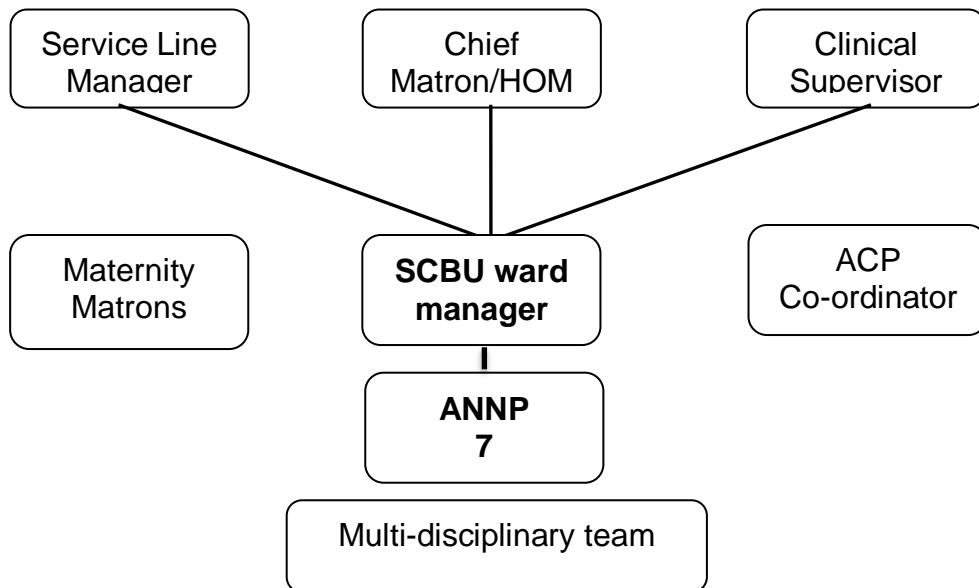 Service Line
Manager
Chief
Matron/HOM
Clinical
Supervisor
Maternity
Matrons
SCBU ward
manager
ACP
Co-ordinator
ANNP
7
Multi-disciplinary team